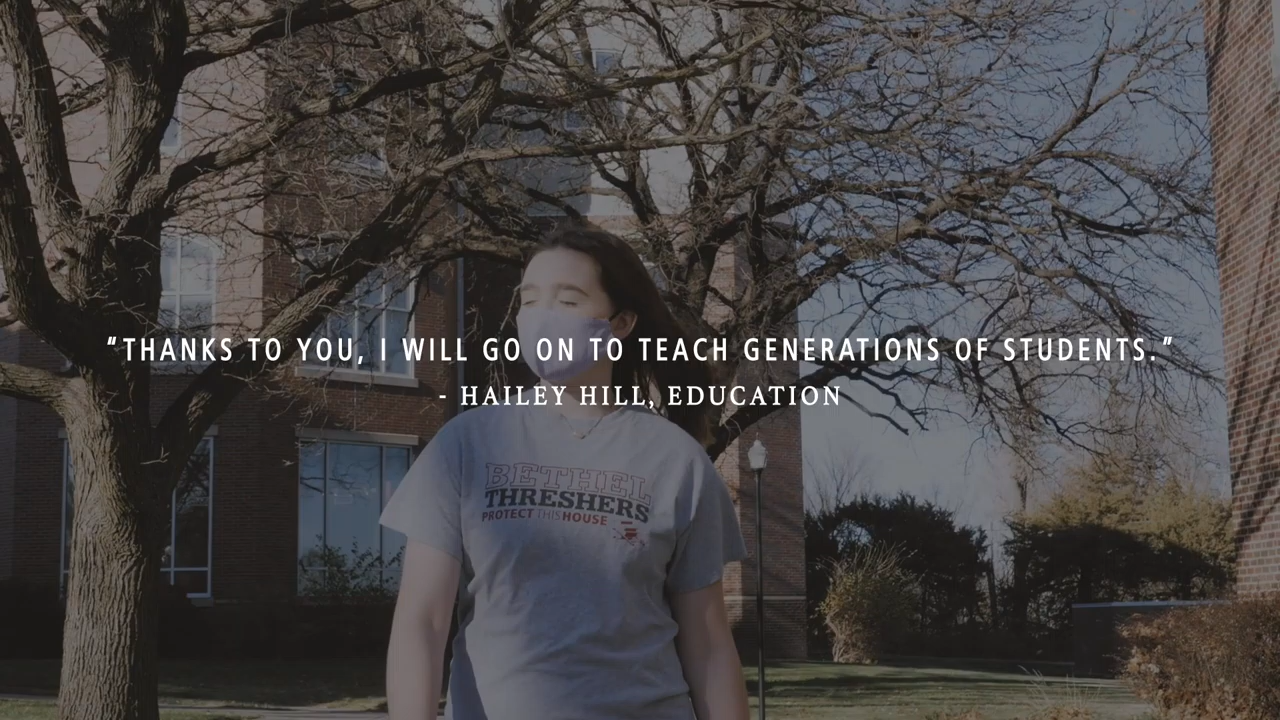 “THANKS TO YOU, I WILL GO ON TO TEACH GENERATIONS OF STUDENTS.”
- HAILEY HILL, EDUCATION
BETHEL
THRESHERS
PROTECT THIS HOUSE